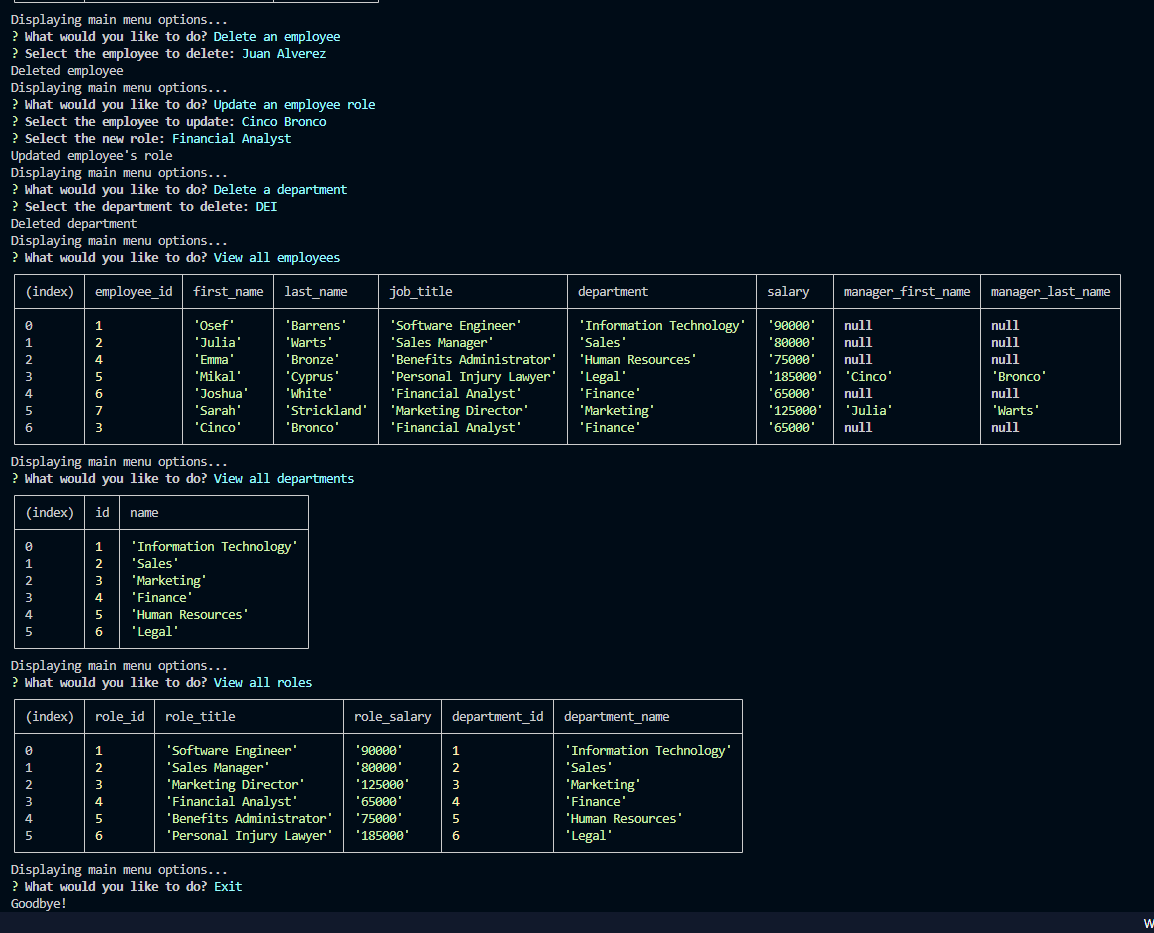 Displaying main menu options...
? What would you like to do? Delete an employee
? Select the employee to delete: Juan Alverez
Deleted employee
Displaying main menu options...
? What would you like to do? Update an employee role
? Select the employee to update: Cinco Bronco
? Select the new role: Financial Analyst
Updated employee's role
Displaying main menu options...
? What would you like to do? Delete a department
? Select the department to delete: DEI
Deleted department
Displaying main menu options...
? What would you like to do? View all employees
(index) employee_id first_name last_name job_title department salary manager_first_name manager_last_name
0 1 'Osef' 'Barrens' 'Software Engineer' 'Information Technology' '90000' null null
1 2 'Julia' 'Warts' 'Sales Manager' 'Sales' '80000' null null
2 4 'Emma' 'Bronze' 'Benefits Administrator' 'Human Resources' '75000' null null
3 5 'Mikal' 'Cyprus' 'Personal Injury Lawyer' 'Legal' '185000' 'Cinco' 'Bronco'
4 6 'Joshua' 'White' 'Financial Analyst' 'Finance' '65000' null null
5 7 'Sarah' 'Strickland' 'Marketing Director' 'Marketing' '125000' 'Julia' 'Warts'
6 3 'Cinco' 'Bronco' 'Financial Analyst' 'Finance' '65000' null null
Displaying main menu options...
? What would you like to do? View all departments
(index) id name
0 1 'Information Technology'
1 2 'Sales'
2 3 'Marketing'
3 4 'Finance'
4 5 'Human Resources'
5 6 'Legal'
Displaying main menu options...
? What would you like to do? View all roles
(index) role_id role_title role_salary department_id department_name
0 1 'Software Engineer' '90000' 1 'Information Technology'
1 2 'Sales Manager' '80000' 2 'Sales'
2 3 'Marketing Director' '125000' 3 'Marketing'
3 4 'Financial Analyst' '65000' 4 'Finance'
4 5 'Benefits Administrator' '75000' 5 'Human Resources'
5 6 'Personal Injury Lawyer' '185000' 6 'Legal'
Displaying main menu options...
? What would you like to do? Exit
Goodbye!